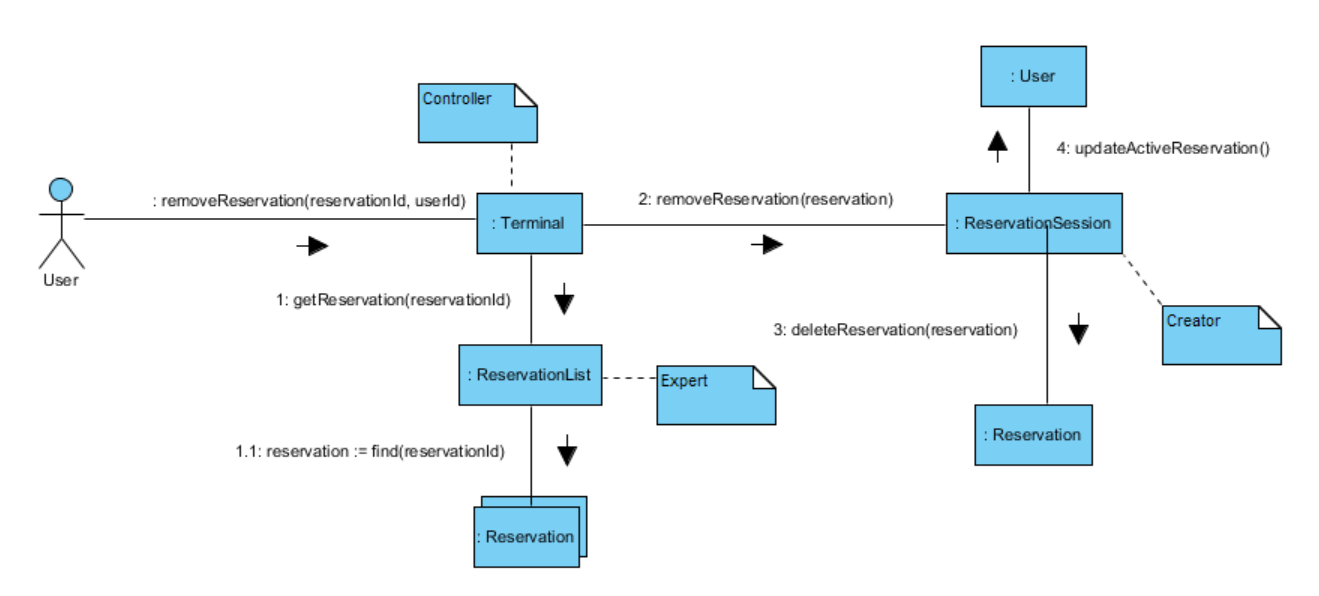 : User
Controller
4: updateActiveReservation()
: removeReservation(reservationId, userId)
2: removeReservation(reservation)
: Terminal
: ReservationSession
User
1: getReservation(reservationId)
Creator
3: deleteReservation(reservation)
: ReservationList
Expert
: Reservation
1.1: reservation := find(reservationId)
: Reservation